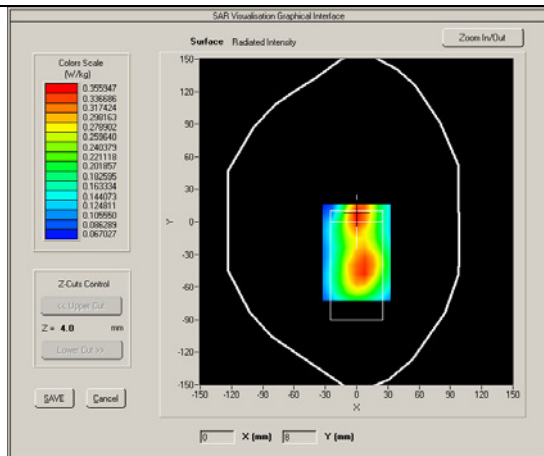 SAR Visualisation Graphical Interface
Surface Radiated Intensity
Zoom In/Out
Colors Scale
(W/kg)
0.355947
0.336686
0.317424
0.298163
0.278902
0.259640
0.240379
0.221118
0.201857
0.182595
0.163334
0.144073
0.124811
0.105550
0.086289
0.067027
Z-Cuts Control
<< Upper Cut
Z = 4.0 mm
Lower Cut >>
SAVE Cancel
150
120
90
60
30
0
-30
-60
-90
-120
-150
Y
-150 -120 -90 -60 -30 0 30 60 90 120 150
X
0 X (mm) 8 Y (mm)